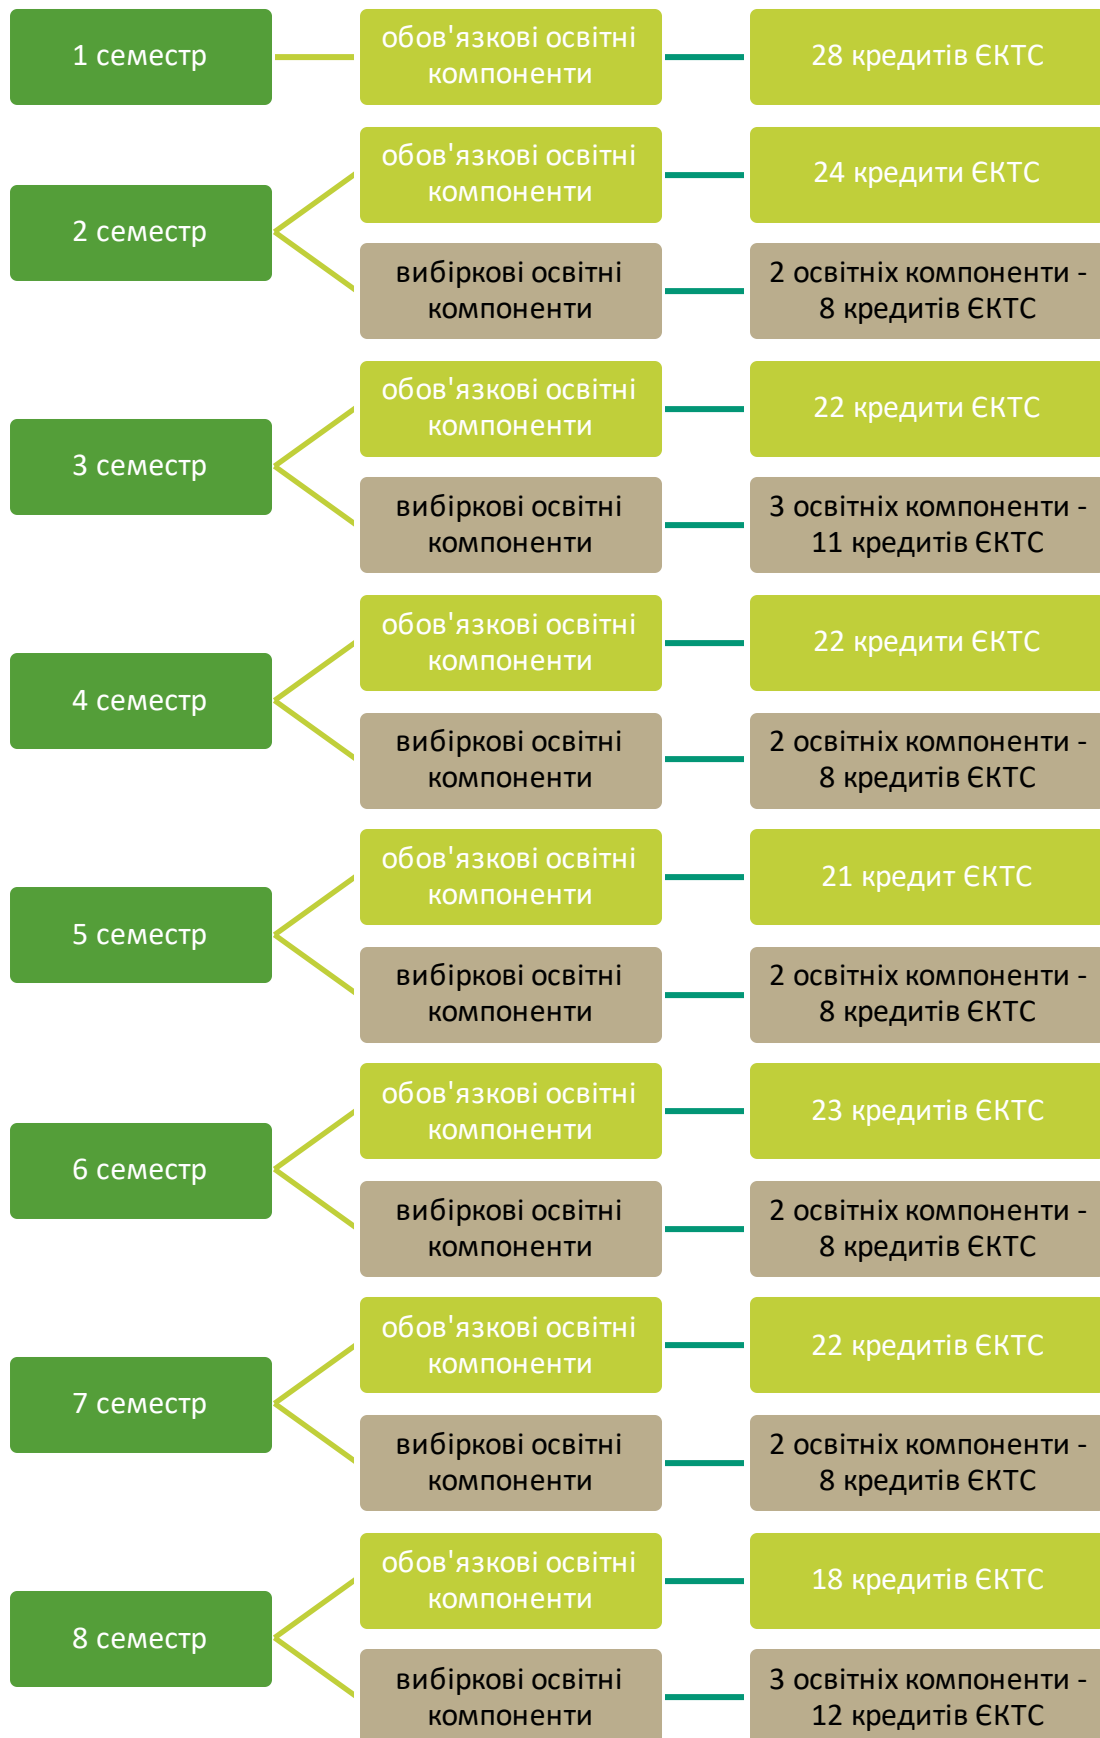 1 семестр
обов'язкові освітні
компоненти
28 кредитів ЄКТС
2 семестр
обов'язкові освітні
компоненти
24 кредити ЄКТС
вибіркові освітні
компоненти
2 освітніх компоненти -
8 кредитів ЄКТС
3 семестр
обов'язкові освітні
компоненти
22 кредити ЄКТС
вибіркові освітні
компоненти
3 освітніх компоненти -
11 кредитів ЄКТС
4 семестр
обов'язкові освітні
компоненти
22 кредити ЄКТС
вибіркові освітні
компоненти
2 освітніх компоненти -
8 кредитів ЄКТС
5 семестр
обов'язкові освітні
компоненти
21 кредит ЄКТС
вибіркові освітні
компоненти
2 освітніх компоненти -
8 кредитів ЄКТС
6 семестр
обов'язкові освітні
компоненти
23 кредитів ЄКТС
вибіркові освітні
компоненти
2 освітніх компоненти -
8 кредитів ЄКТС
7 семестр
обов'язкові освітні
компоненти
22 кредитів ЄКТС
вибіркові освітні
компоненти
2 освітніх компоненти -
8 кредитів ЄКТС
8 семестр
обов'язкові освітні
компоненти
18 кредитів ЄКТС
вибіркові освітні
компоненти
3 освітніх компоненти -
12 кредитів ЄКТС